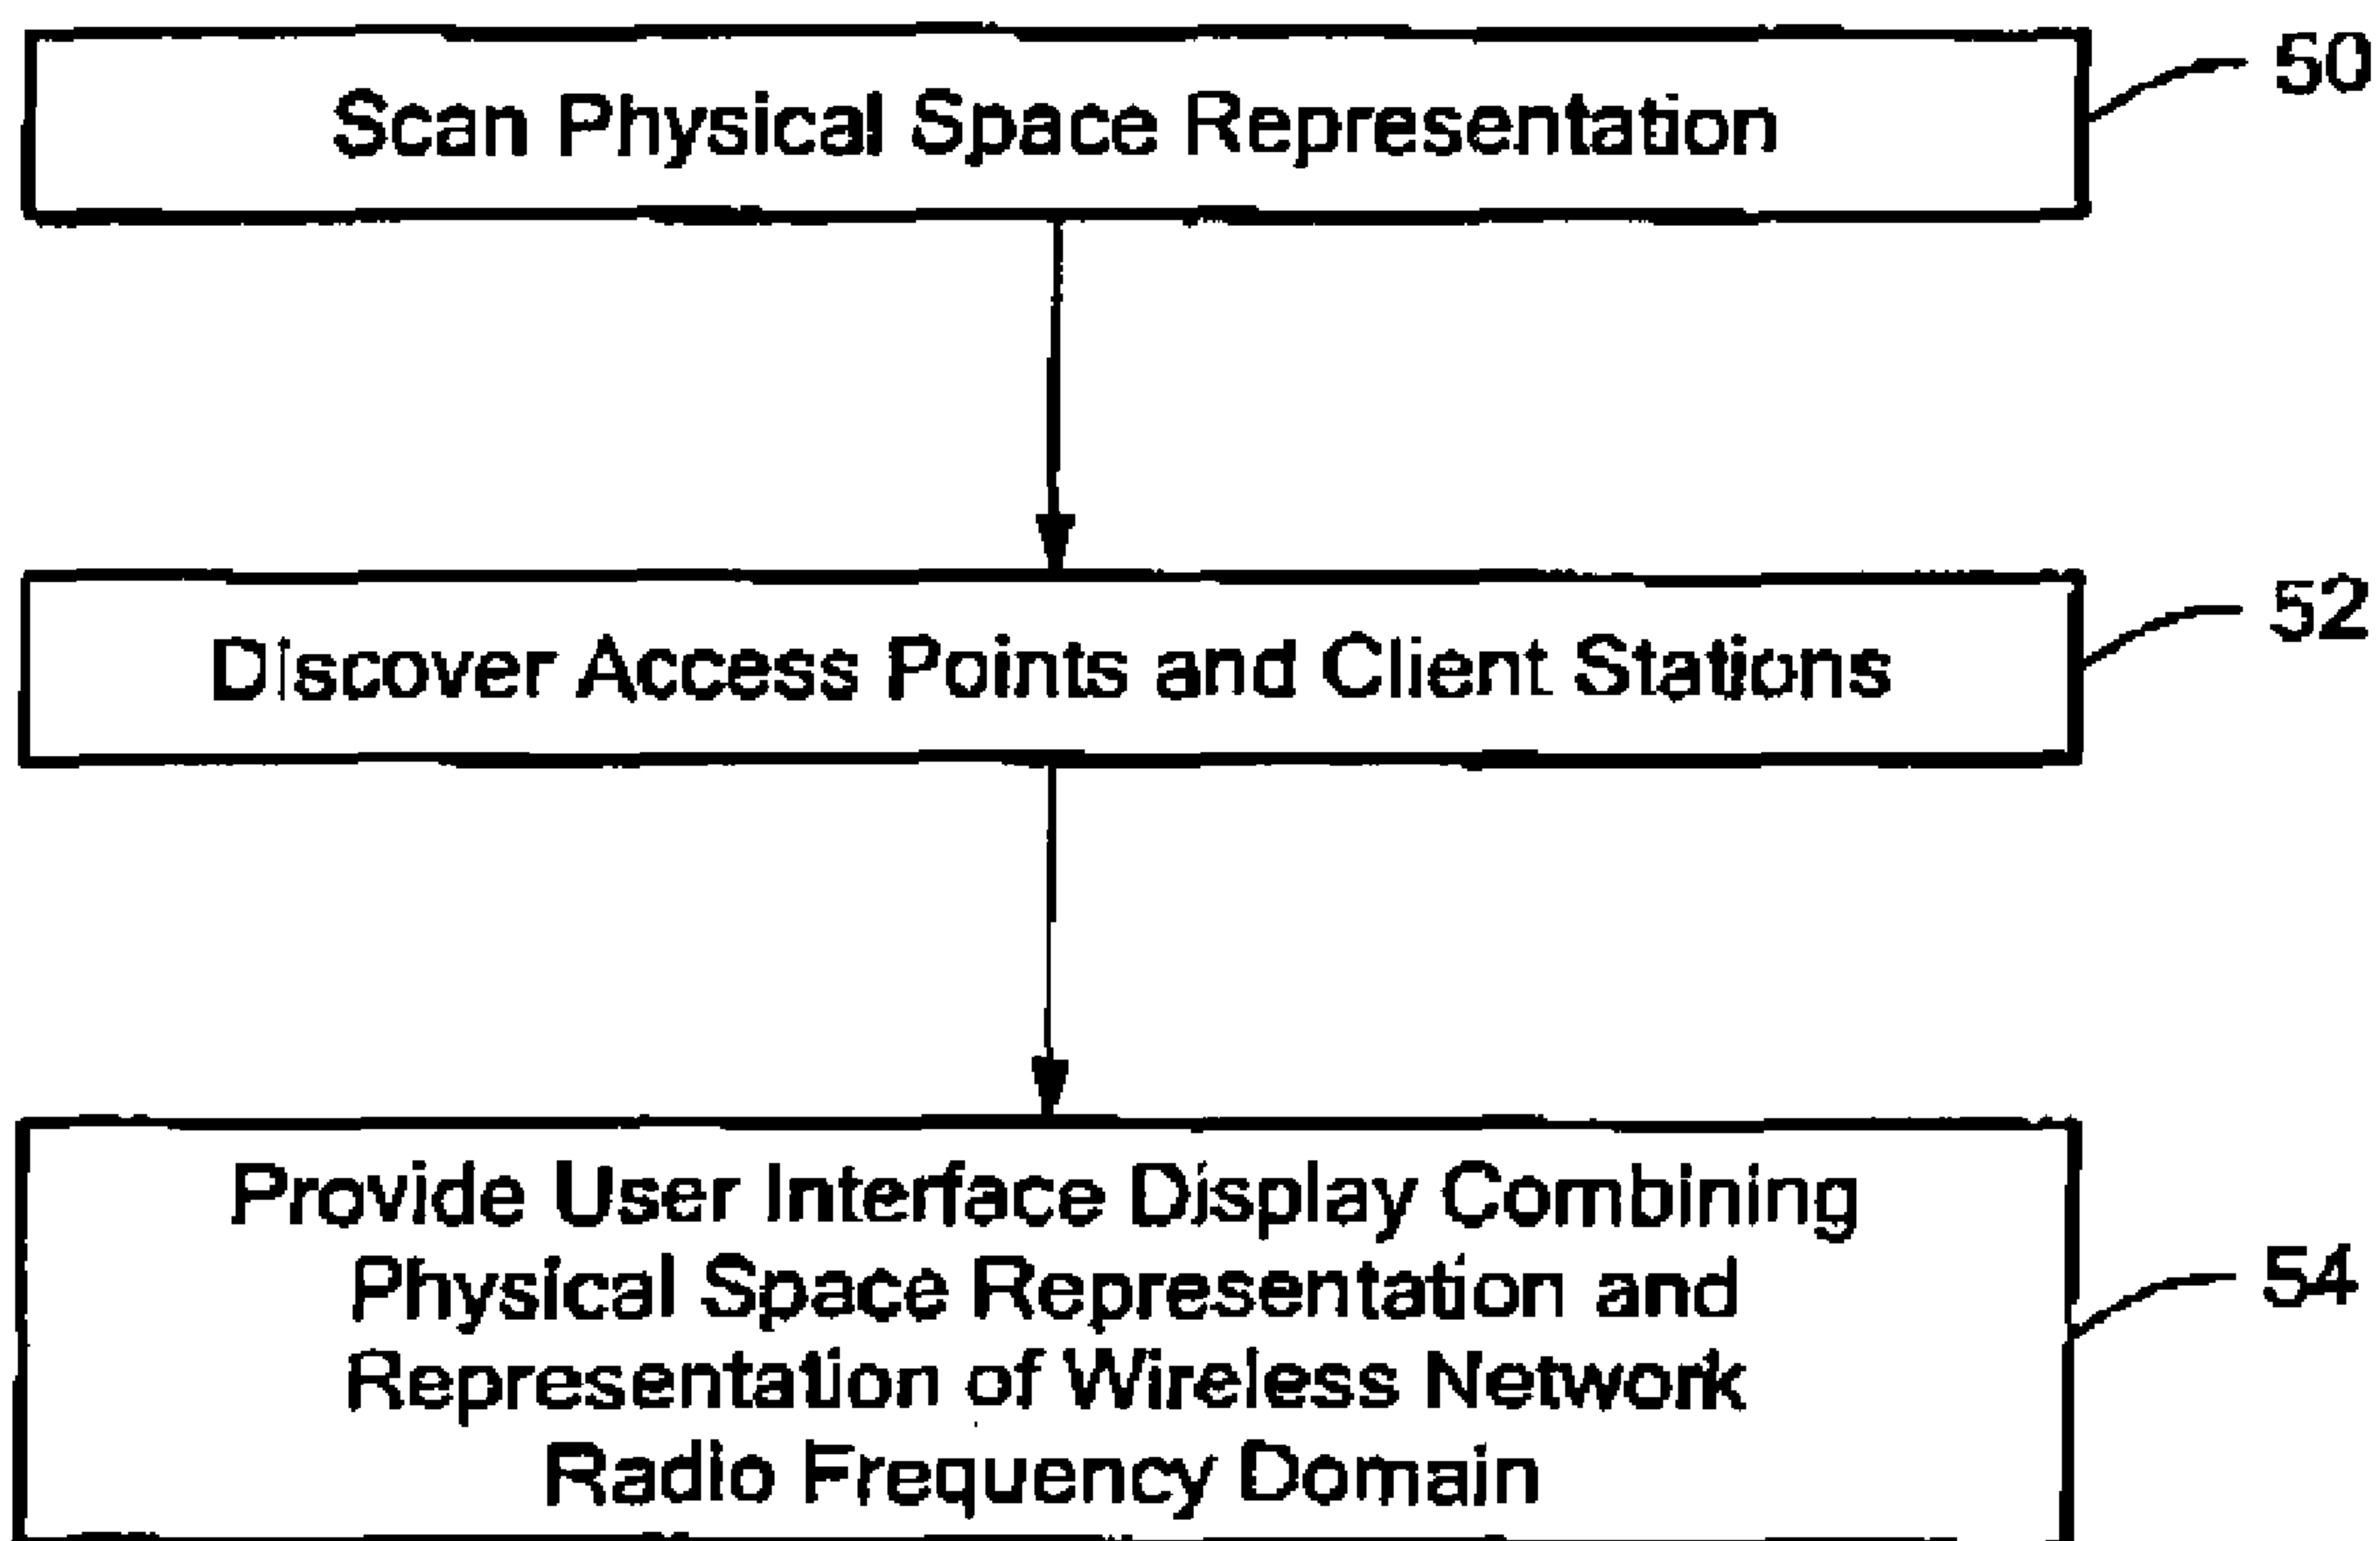 Scan Physical Space Representation
50
Discover Access Points and Client Stations
52
Provide User Interface Display Combining
Physical Space Representation and
Representation of Wireless Network
Radio Frequency Domain
54